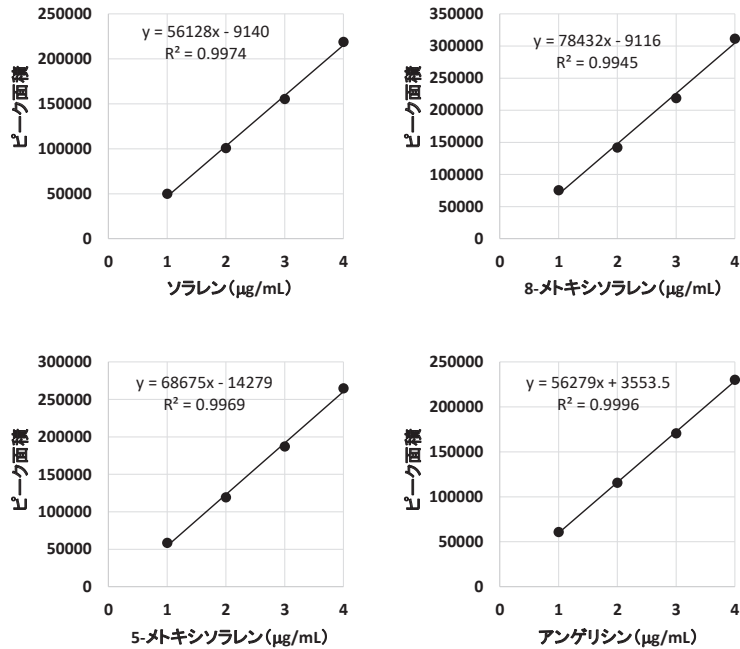 y = 56128x - 9140
R² = 0.9974
ピーク面積
250000
200000
150000
100000
50000
0
0 1 2 3 4
ソラレン(μg/mL)
y = 78432x - 9116
R² = 0.9945
ピーク面積
350000
300000
250000
200000
150000
100000
50000
0
0 1 2 3 4
8-メトキシソラレン(μg/mL)
y = 68675x - 14279
R² = 0.9969
ピーク面積
300000
250000
200000
150000
100000
50000
0
0 1 2 3 4
5-メトキシソラレン(μg/mL)
y = 56279x + 3553.5
R² = 0.9996
ピーク面積
250000
200000
150000
100000
50000
0
0 1 2 3 4
アンゲリシン(μg/mL)